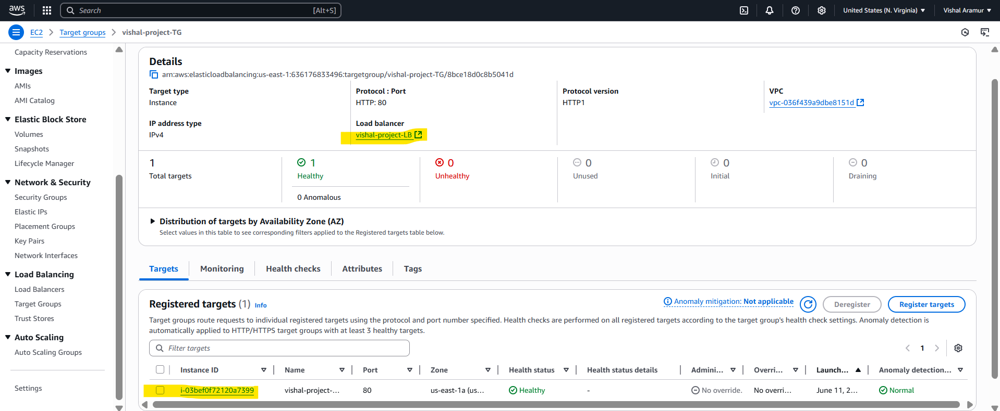 aws
Search
[Alt+S]
United States (N. Virginia)
Vishal Aramur
EC2
Target groups
vishal-project-TG
Capacity Reservations
Images
AMIs
AMI Catalog
Elastic Block Store
Volumes
Snapshots
Lifecycle Manager
Network & Security
Security Groups
Elastic IPs
Placement Groups
Key Pairs
Network Interfaces
Load Balancing
Load Balancers
Target Groups
Trust Stores
Auto Scaling
Auto Scaling Groups
Settings
Details
arn:aws:elasticloadbalancing:us-east-1:636176833496:targetgroup/vishal-project-TG/8bce18d0c8b5041d
Target type
Instance
Protocol : Port
HTTP: 80
Protocol version
HTTP1
VPC
vpc-036f439a9dbe8151d
IP address type
IPv4
Load balancer
vishal-project-LB
1
Total targets
1
Healthy
0 Anomalous
0
Unhealthy
0
Unused
0
Initial
0
Draining
Distribution of targets by Availability Zone (AZ)
Select values in this table to see corresponding filters applied to the Registered targets table below.
Targets
Monitoring
Health checks
Attributes
Tags
Registered targets (1) Info
Anomaly mitigation: Not applicable
Deregister
Register targets
Target groups route requests to individual registered targets using the protocol and port number specified. Health checks are performed on all registered targets according to the target group's health check settings. Anomaly detection is
automatically applied to HTTP/HTTPS target groups with at least 3 healthy targets.
Filter targets
1
Instance ID Name Port Zone Health status Health status details Admini... Overri... Launch... Anomaly detection...
i-03bef0f72120a7399 vishal-project-... 80 us-east-1a (us... Healthy - No override. No overri... June 11, 2... Normal